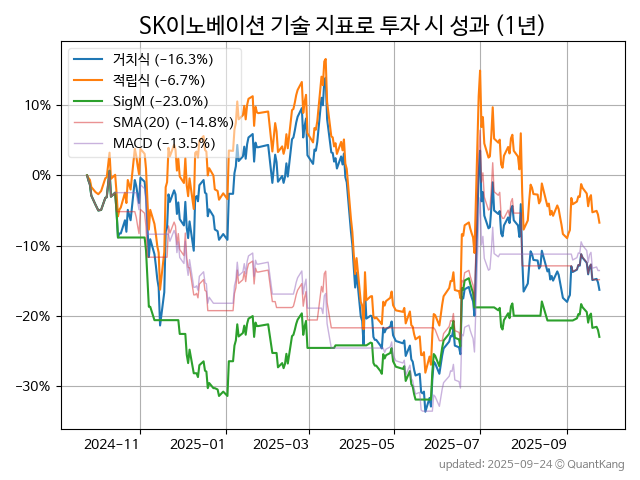 SK이노베이션 기술 지표로 투자 시 성과 (1년)
거치식 (−16.3%)
적립식 (−6.7%)
SigM (−23.0%)
SMA(20) (−14.8%)
MACD (−13.5%)
10%
0%
−10%
−20%
−30%
2024-11 2025-01 2025-03 2025-05 2025-07 2025-09
updated: 2025-09-24 © QuantKang